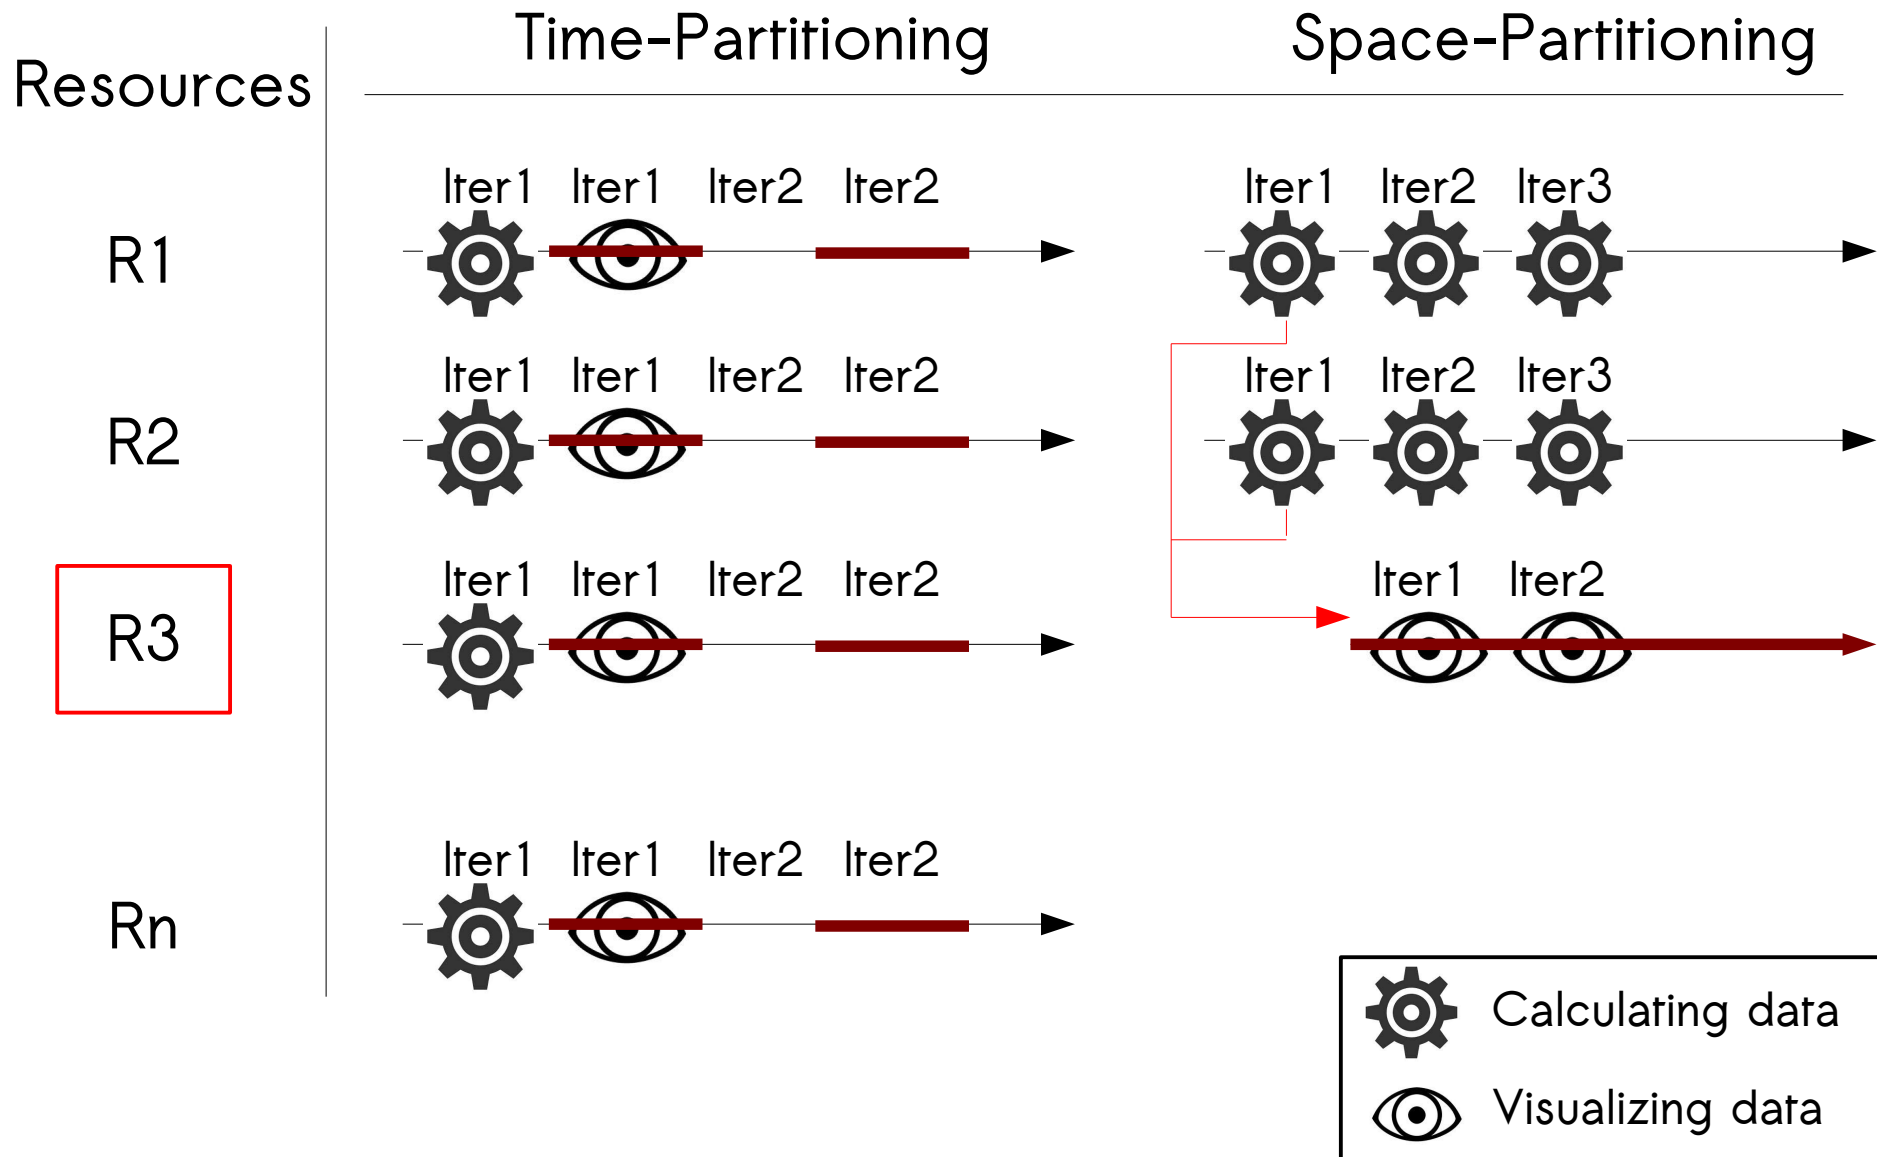 Resources
Time-Partitioning
Space-Partitioning
R1
Iter1 Iter1 Iter2 Iter2
Iter1 Iter2 Iter3
R2
Iter1 Iter1 Iter2 Iter2
Iter1 Iter2 Iter3
R3
Iter1 Iter1 Iter2 Iter2
Iter1 Iter2
Rn
Iter1 Iter1 Iter2 Iter2
Calculating data
Visualizing data